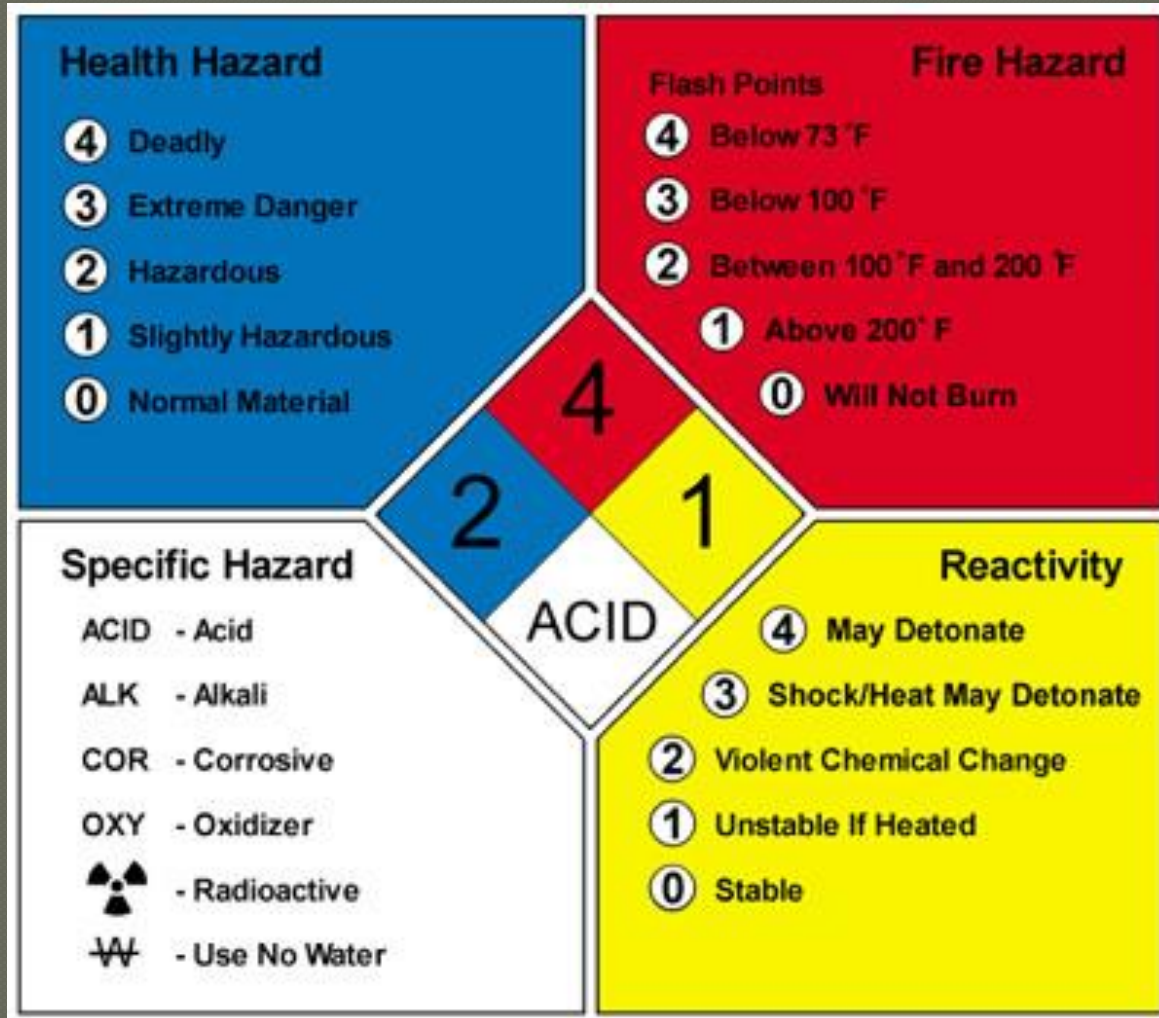 Health Hazard
4 Deadly
3 Extreme Danger
2 Hazardous
1 Slightly Hazardous
0 Normal Material
Fire Hazard
Flash Points
4 Below 73 °F
3 Below 100 °F
2 Between 100°F and 200 °F
1 Above 200° F
0 Will Not Burn
4
2
1
ACID
Specific Hazard
ACID - Acid
ALK - Alkali
COR - Corrosive
OXY - Oxidizer
- Radioactive
W - Use No Water
Reactivity
4 May Detonate
3 Shock/Heat May Detonate
2 Violent Chemical Change
1 Unstable If Heated
0 Stable